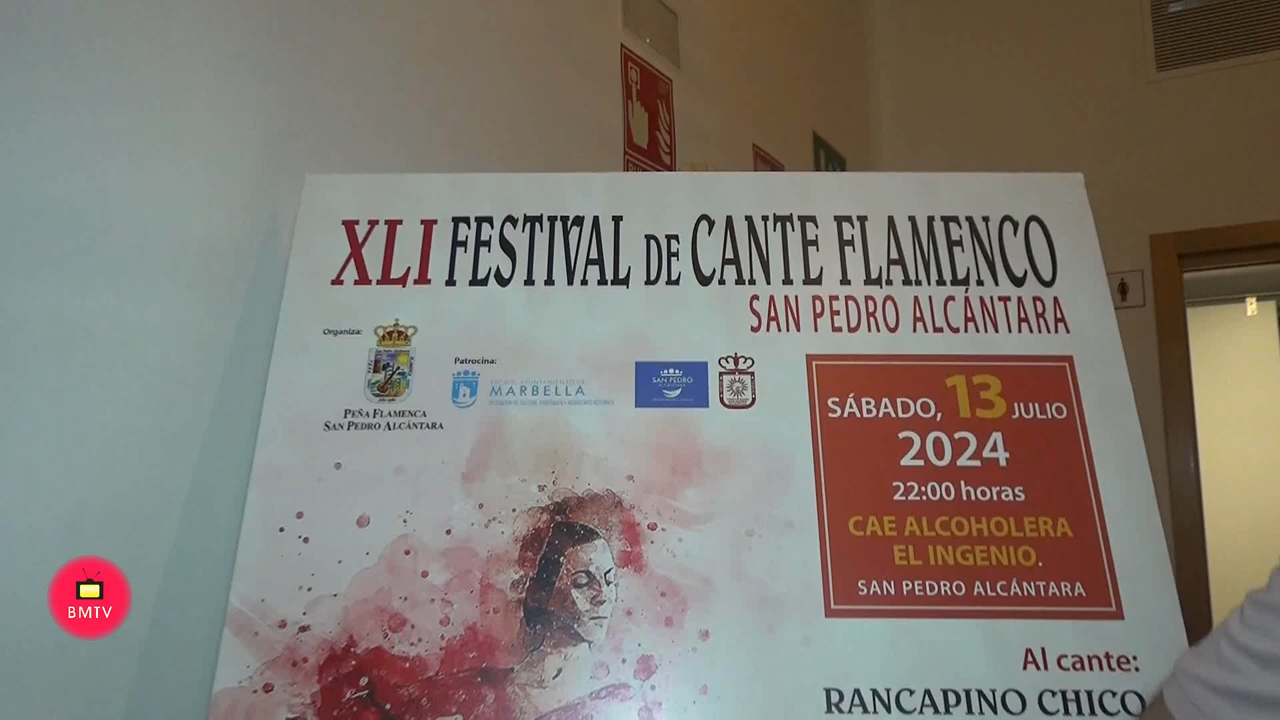 XLI FESTIVAL DE CANTE FLAMENCO
SAN PEDRO ALCÁNTARA
Organiza:
PEÑA FLAMENCA
SAN PEDRO ALCÁNTARA
Patrocina:
MARBELLA
SAN PEDRO
ALCÁNTARA
SÁBADO, 13 JULIO
2024
22:00 horas
CAE ALCOHOLERA
EL INGENIO.
SAN PEDRO ALCÁNTARA
Al cante:
RANCAPINO CHICO
BMTV